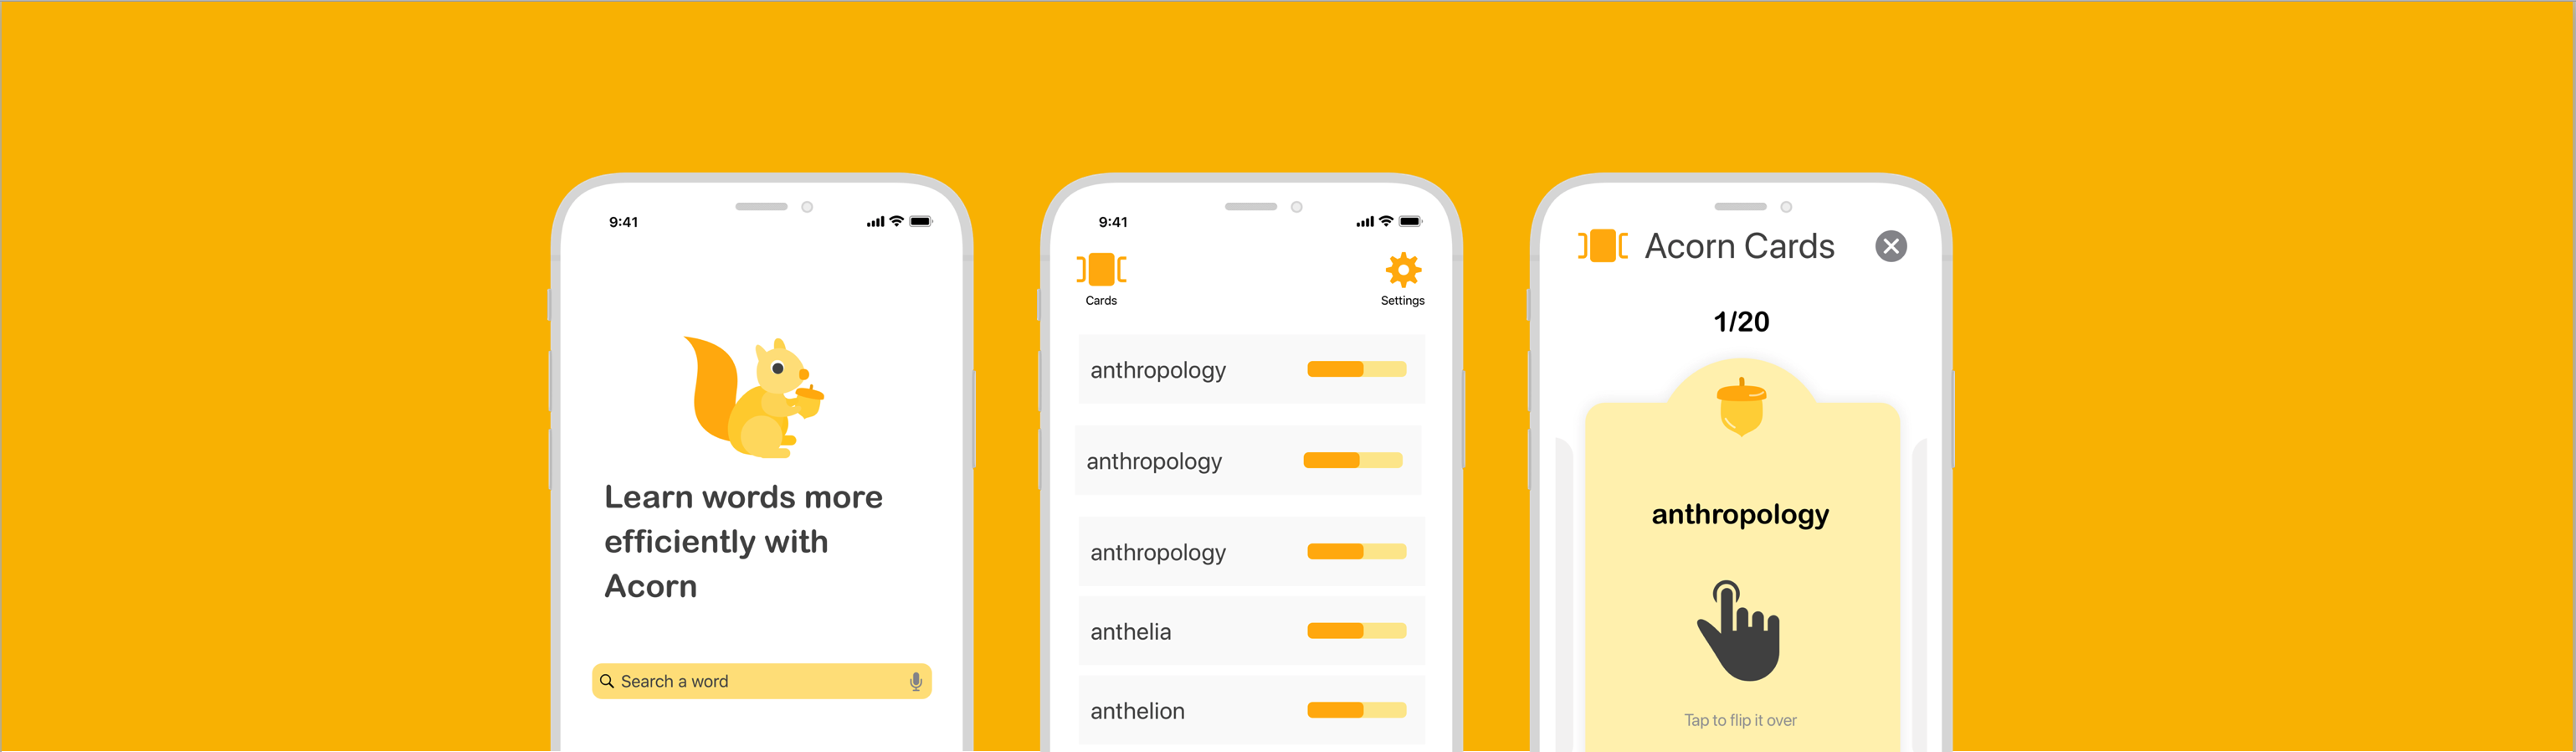 9:41
Learn words more
efficiently with
Acorn
Search a word
9:41
Cards
Settings
anthropology
anthropology
anthropology
anthelia
anthelion
Acorn Cards
1/20
anthropology
Tap to flip it over